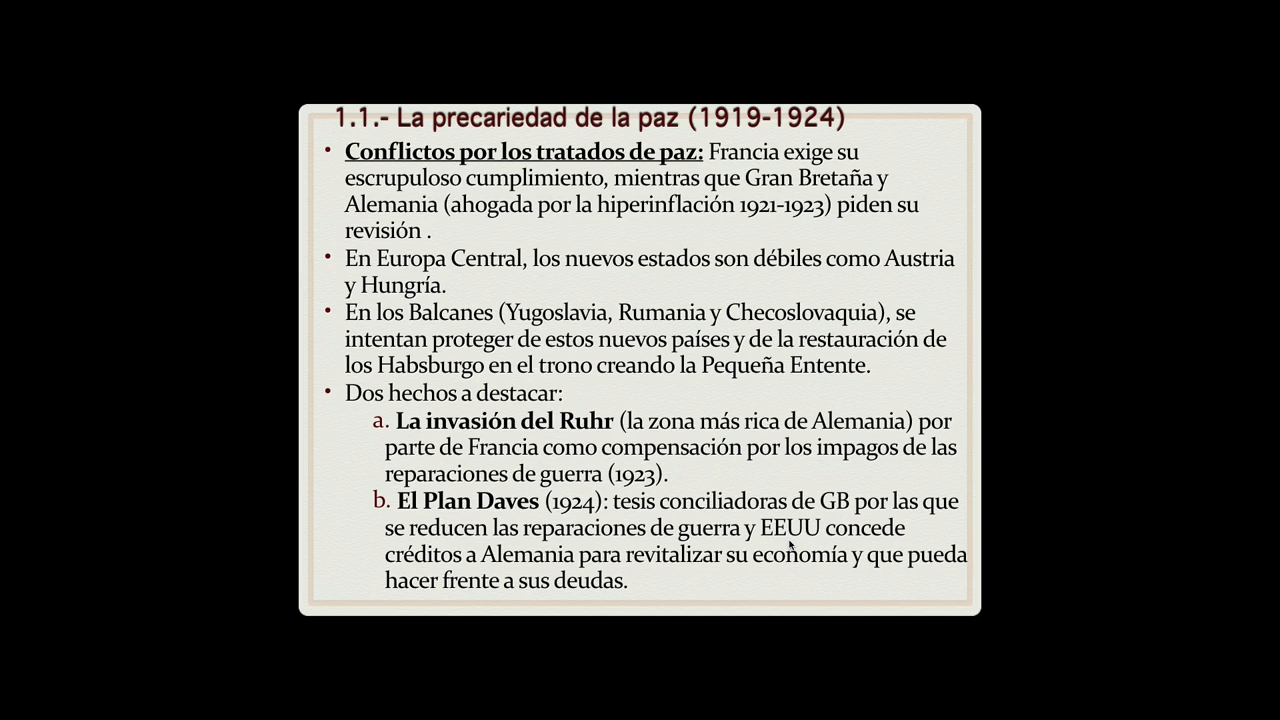 1.1.- La precariedad de la paz (1919-1924)
• Conflictos por los tratados de paz: Francia exige su
escrupuloso cumplimiento, mientras que Gran Bretaña y
Alemania (ahogada por la hiperinflación 1921-1923) piden su
revisión .
• En Europa Central, los nuevos estados son débiles como Austria
y Hungría.
• En los Balcanes (Yugoslavia, Rumania y Checoslovaquia), se
intentan proteger de estos nuevos países y de la restauración de
los Habsburgo en el trono creando la Pequeña Entente.
• Dos hechos a destacar:
a. La invasión del Ruhr (la zona más rica de Alemania) por
parte de Francia como compensación por los impagos de las
reparaciones de guerra (1923).
b. El Plan Daves (1924): tesis conciliadoras de GB por las que
se reducen las reparaciones de guerra y EEUU concede
créditos a Alemania para revitalizar su economía y que pueda
hacer frente a sus deudas.